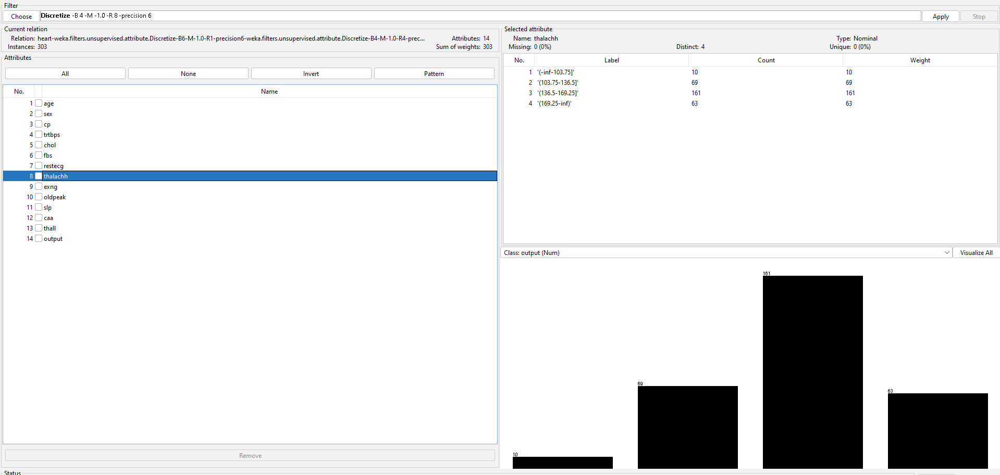 Filter
Choose Discretize -B 4 -M -1.0 -R 8 -precision 6 Apply Stop
Current relation
Relation: heart-weka.filters.unsupervised.attribute.Discretize-B6-M-1.0-R1-precision6-weka.filters.unsupervised.attribute.Discretize-B4-M-1.0-R4-prec... Attributes: 14
Instances: 303 Sum of weights: 303
Attributes
All None Invert Pattern
No. Name
1 age
2 sex
3 cp
4 trtbps
5 chol
6 fbs
7 restecg
8 thalachh
9 exng
10 oldpeak
11 slp
12 caa
13 thall
14 output
Remove
Status
Selected attribute
Name: thalachh Type: Nominal
Missing: 0 (0%) Distinct: 4 Unique: 0 (0%)
No. Label Count Weight
1 '(-inf-103.75]' 10 10
2 '(103.75-136.5]' 69 69
3 '(136.5-169.25]' 161 161
4 '(169.25-inf)' 63 63
Class: output (Num) Visualize All
161
69
63
10